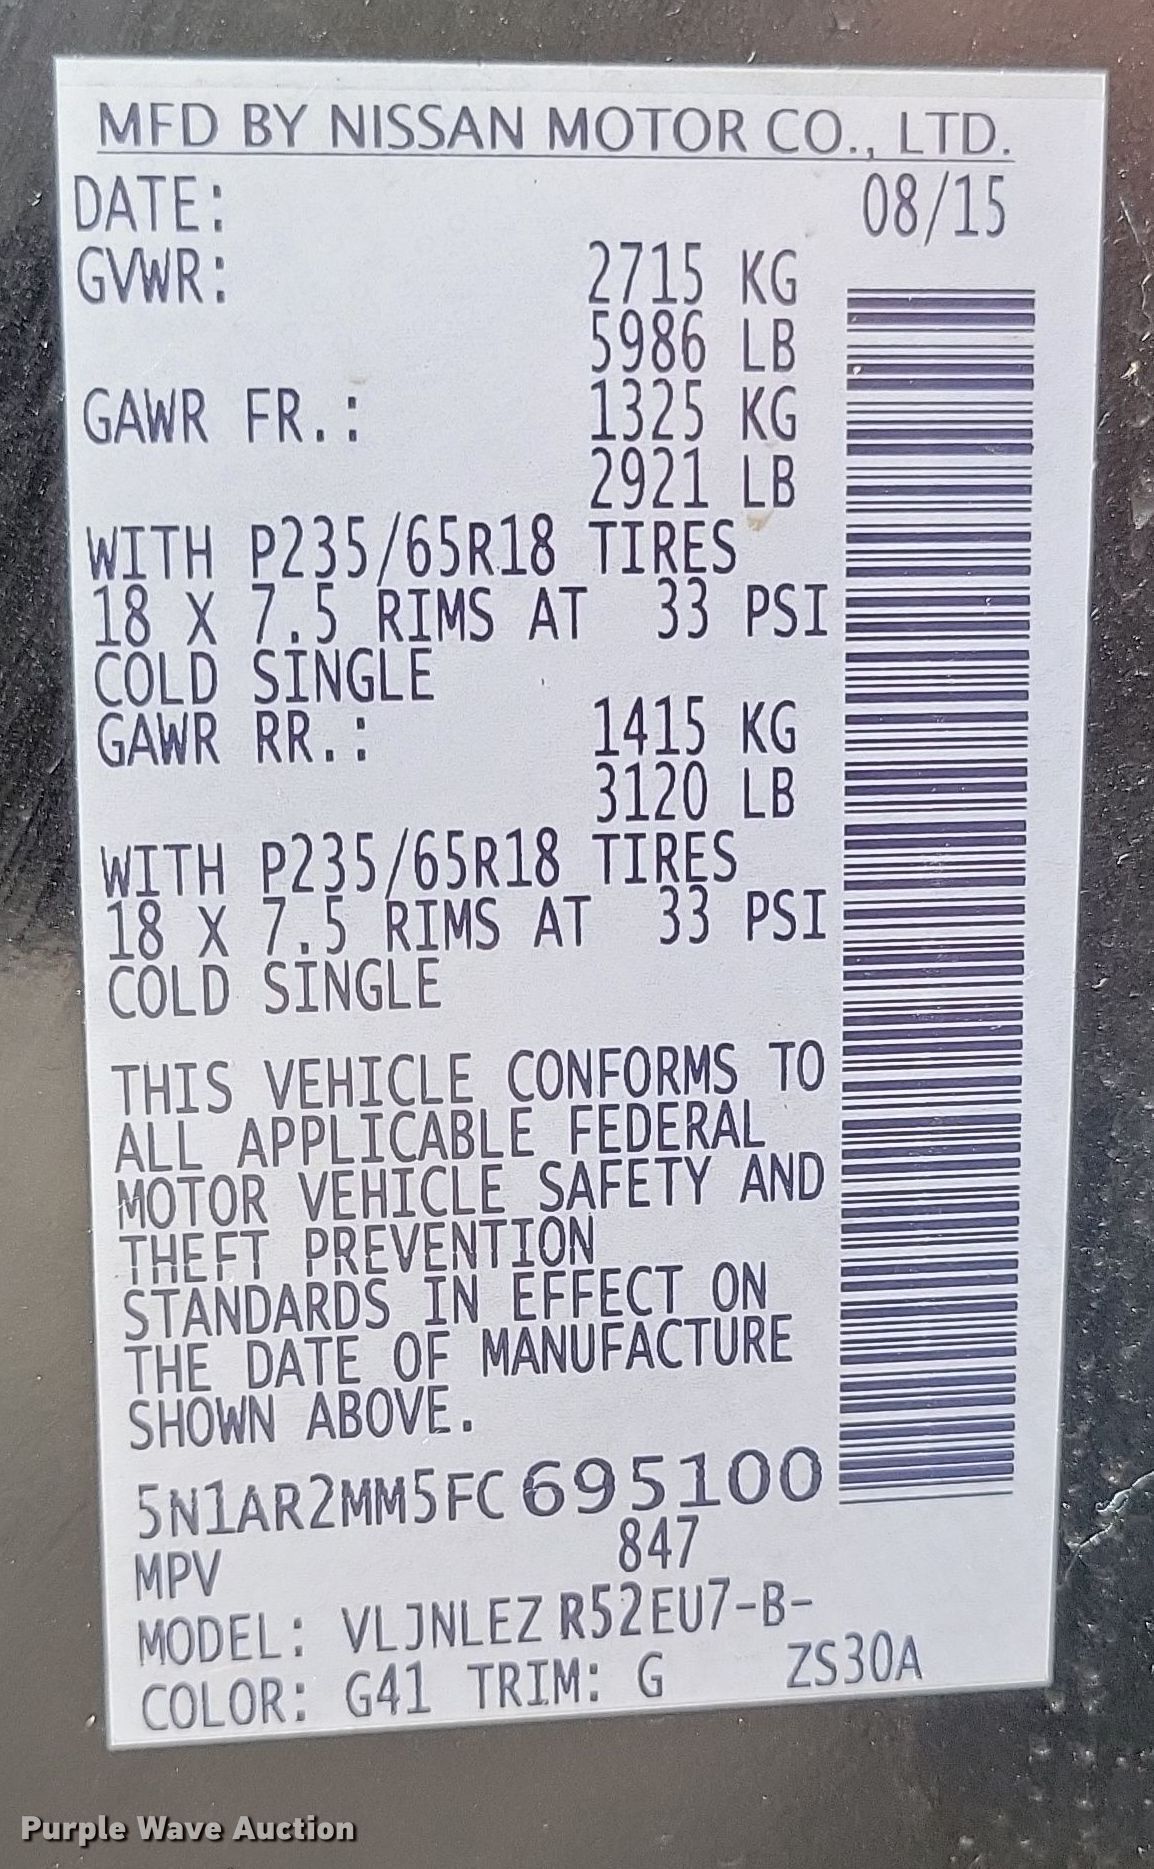 MFD BY NISSAN MOTOR CO., LTD.
DATE: 08/15
GVWR: 2715 KG
5986 LB
GAWR FR.: 1325 KG
2921 LB
WITH P235/65R18 TIRES
18 X 7.5 RIMS AT 33 PSI
COLD SINGLE
GAWR RR.: 1415 KG
3120 LB
WITH P235/65R18 TIRES
18 X 7.5 RIMS AT 33 PSI
COLD SINGLE
THIS VEHICLE CONFORMS TO
ALL APPLICABLE FEDERAL
MOTOR VEHICLE SAFETY AND
THEFT PREVENTION
STANDARDS IN EFFECT ON
THE DATE OF MANUFACTURE
SHOWN ABOVE.
5N1AR2MM5FC695100
MPV 847
MODEL: VLJNLEZ R52EU7-B-
COLOR: G41 TRIM: G ZS30A
Purple Wave Auction